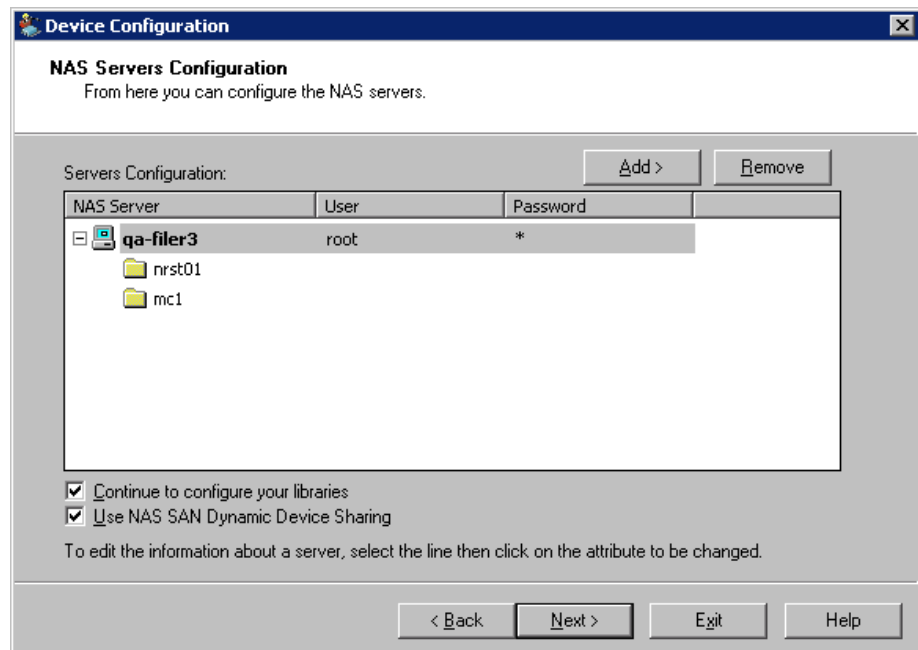 Device Configuration
NAS Servers Configuration
From here you can configure the NAS servers.
Servers Configuration:
Add > Remove
NAS Server User Password
qa-filer3 root *
nrst01
mc1
Continue to configure your libraries
Use NAS SAN Dynamic Device Sharing
To edit the information about a server, select the line then click on the attribute to be changed.
< Back Next > Exit Help